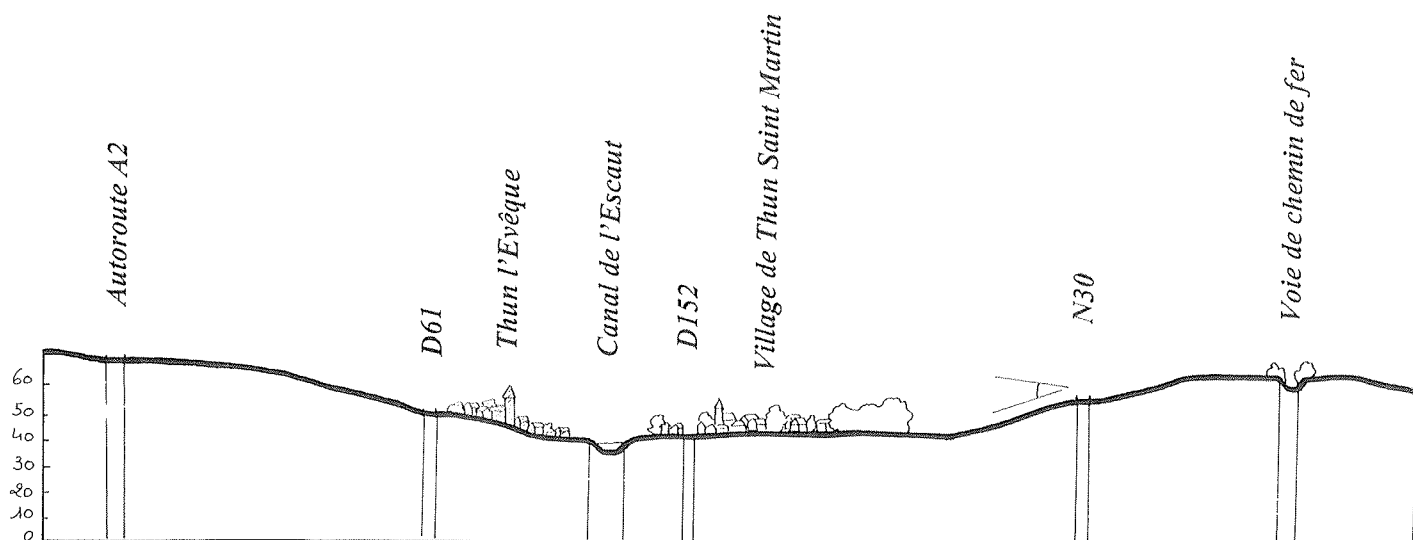 Autoroute A2
D61
Thun l'Evêque
Canal de l'Escaut
D152
Village de Thun Saint Martin
N30
Voie de chemin de fer
60
50
40
30
20
10
0